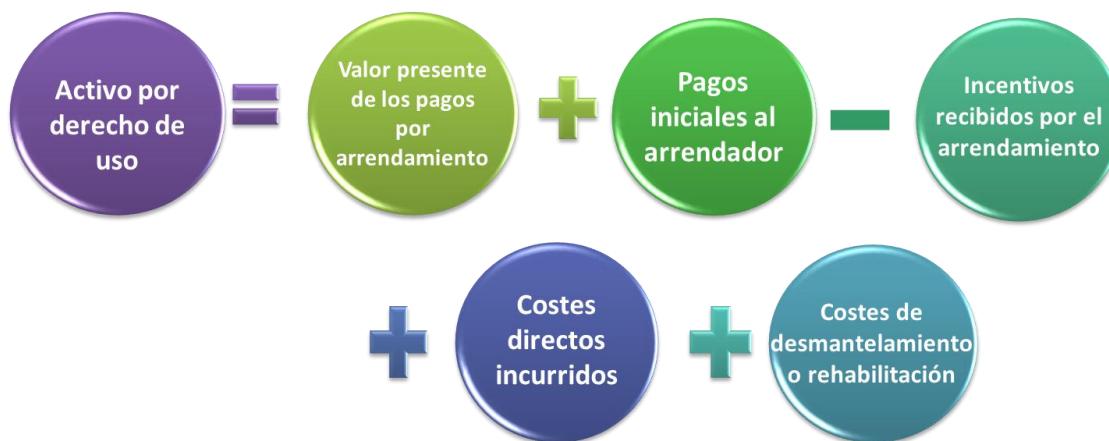 Activo por
derecho de
uso
=
Valor presente
de los pagos
por
arrendamiento
+
Pagos
iniciales al
arrendador
−
Incentivos
recibidos por el
arrendamiento
+
Costes
directos
incurridos
+
Costes de
desmantelamiento
o rehabilitación